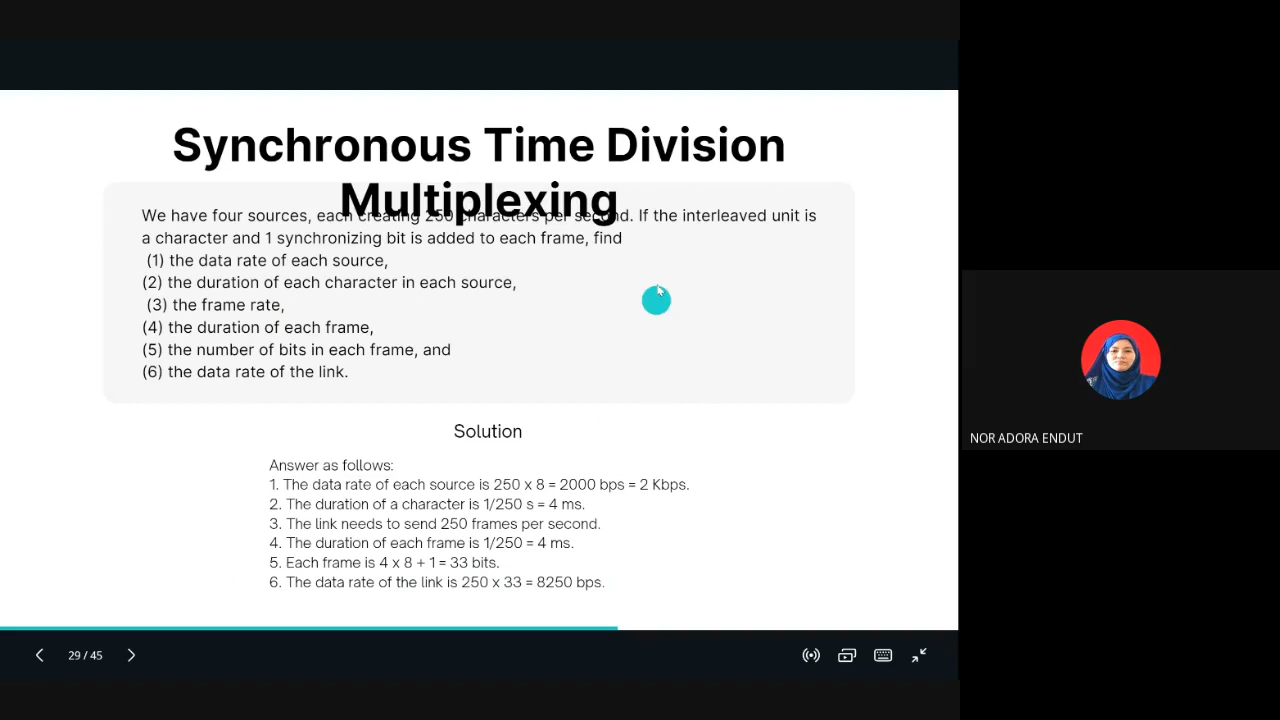 Synchronous Time Division
Multiplexing
We have four sources, each creating 250 characters per second. If the interleaved unit is
a character and 1 synchronizing bit is added to each frame, find
(1) the data rate of each source,
(2) the duration of each character in each source,
(3) the frame rate,
(4) the duration of each frame,
(5) the number of bits in each frame, and
(6) the data rate of the link.
Solution
Answer as follows:
1. The data rate of each source is 250 x 8 = 2000 bps = 2 Kbps.
2. The duration of a character is 1/250 s = 4 ms.
3. The link needs to send 250 frames per second.
4. The duration of each frame is 1/250 = 4 ms.
5. Each frame is 4 x 8 + 1 = 33 bits.
6. The data rate of the link is 250 x 33 = 8250 bps.
29 / 45
NOR ADORA ENDUT